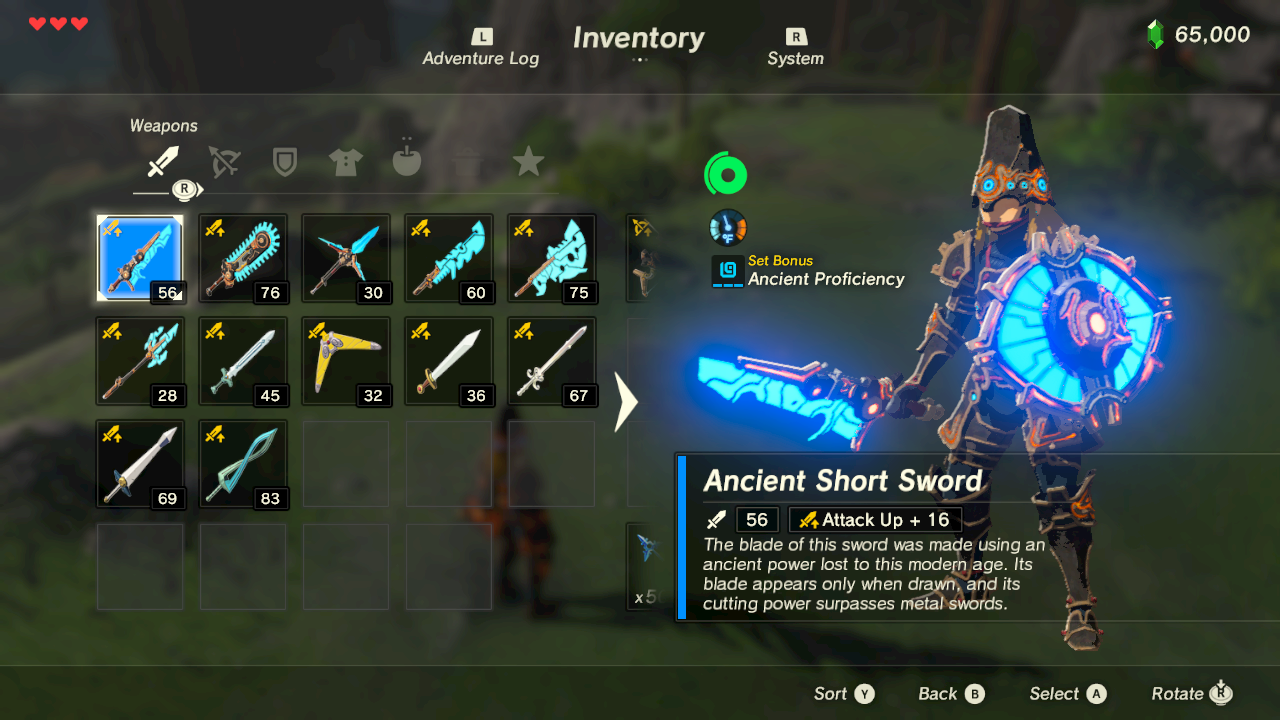 L
Inventory
R
65,000
Adventure Log
System
Weapons
R
56
76
30
60
75
°F
Set Bonus
Ancient Proficiency
28
45
32
36
67
69
83
Ancient Short Sword
56
Attack Up + 16
The blade of this sword was made using an
ancient power lost to this modern age. Its
blade appears only when drawn, and its
cutting power surpasses metal swords.
Sort Y
Back B
Select A
Rotate R